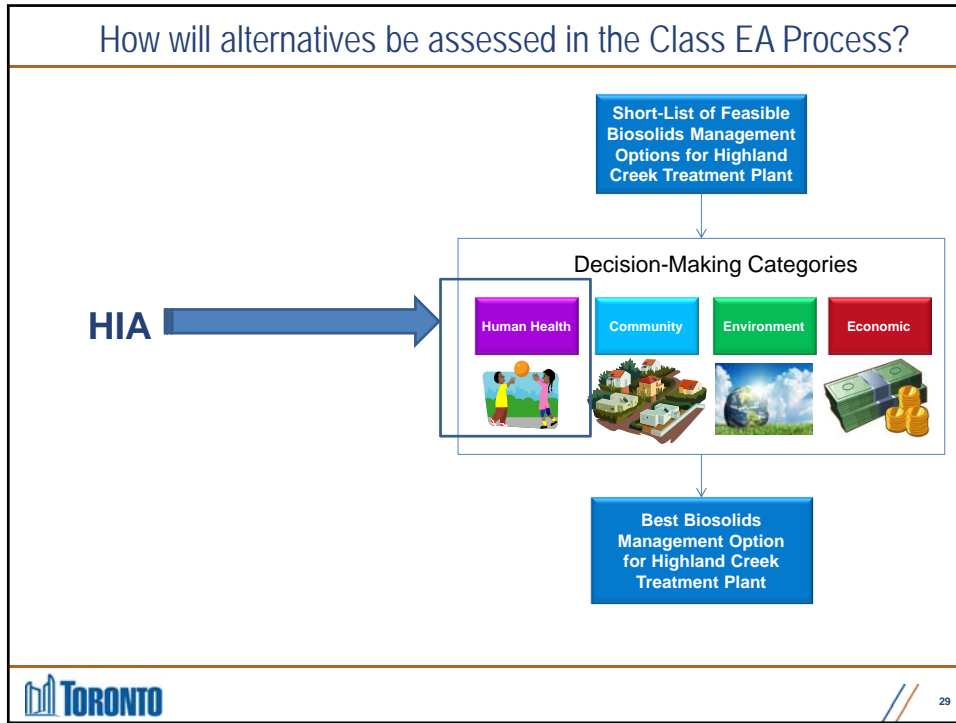 How will alternatives be assessed in the Class EA Process?
Short-List of Feasible
Biosolids Management
Options for Highland
Creek Treatment Plant
Decision-Making Categories
HIA
Human Health
Community
Environment
Economic
Best Biosolids
Management Option
for Highland Creek
Treatment Plant
TORONTO
29